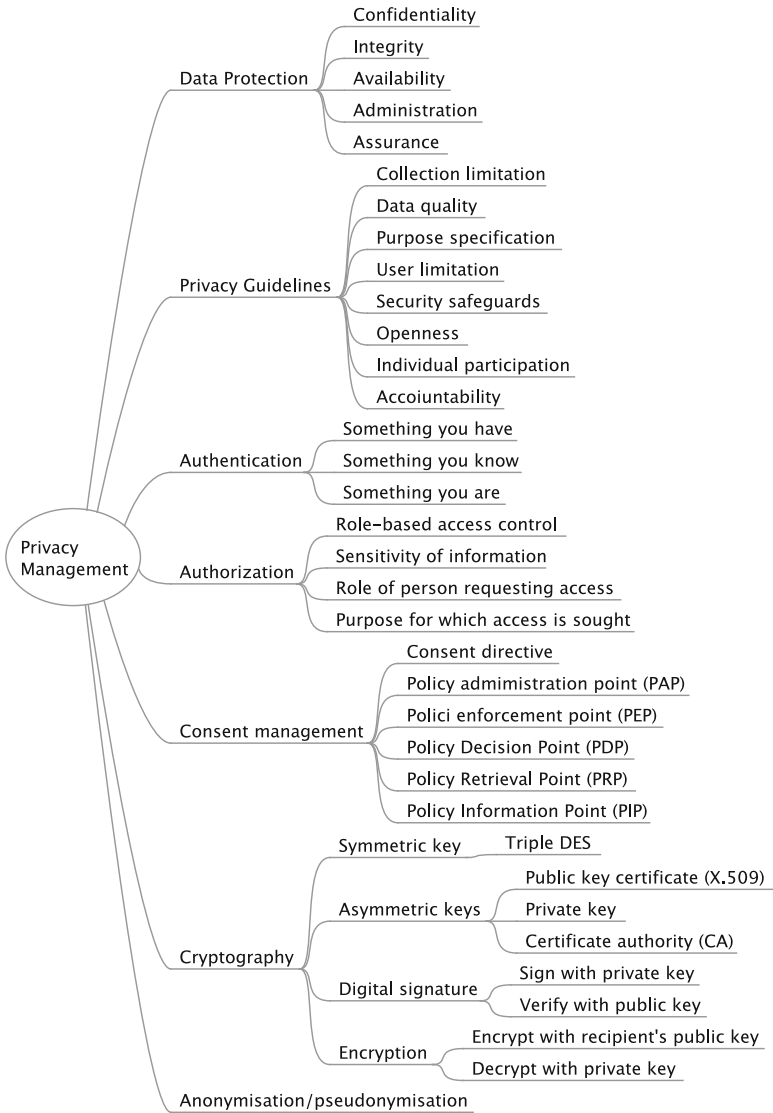 Confidentiality
Integrity
Data Protection
Availability
Administration
Assurance
Collection limitation
Data quality
Purpose specification
User limitation
Privacy Guidelines
Security safeguards
Openness
Individual participation
Accoiuntability
Something you have
Authentication
Something you know
Something you are
Role-based access control
Privacy
Management
Sensitivity of information
Authorization
Role of person requesting access
Purpose for which access is sought
Consent directive
Policy admimistration point (PAP)
Polici enforcement point (PEP)
Consent management
Policy Decision Point (PDP)
Policy Retrieval Point (PRP)
Policy Information Point (PIP)
Symmetric key
Triple DES
Public key certificate (X.509)
Asymmetric keys
Private key
Certificate authority (CA)
Cryptography
Sign with private key
Digital signature
Verify with public key
Encrypt with recipient's public key
Encryption
Decrypt with private key
Anonymisation/pseudonymisation